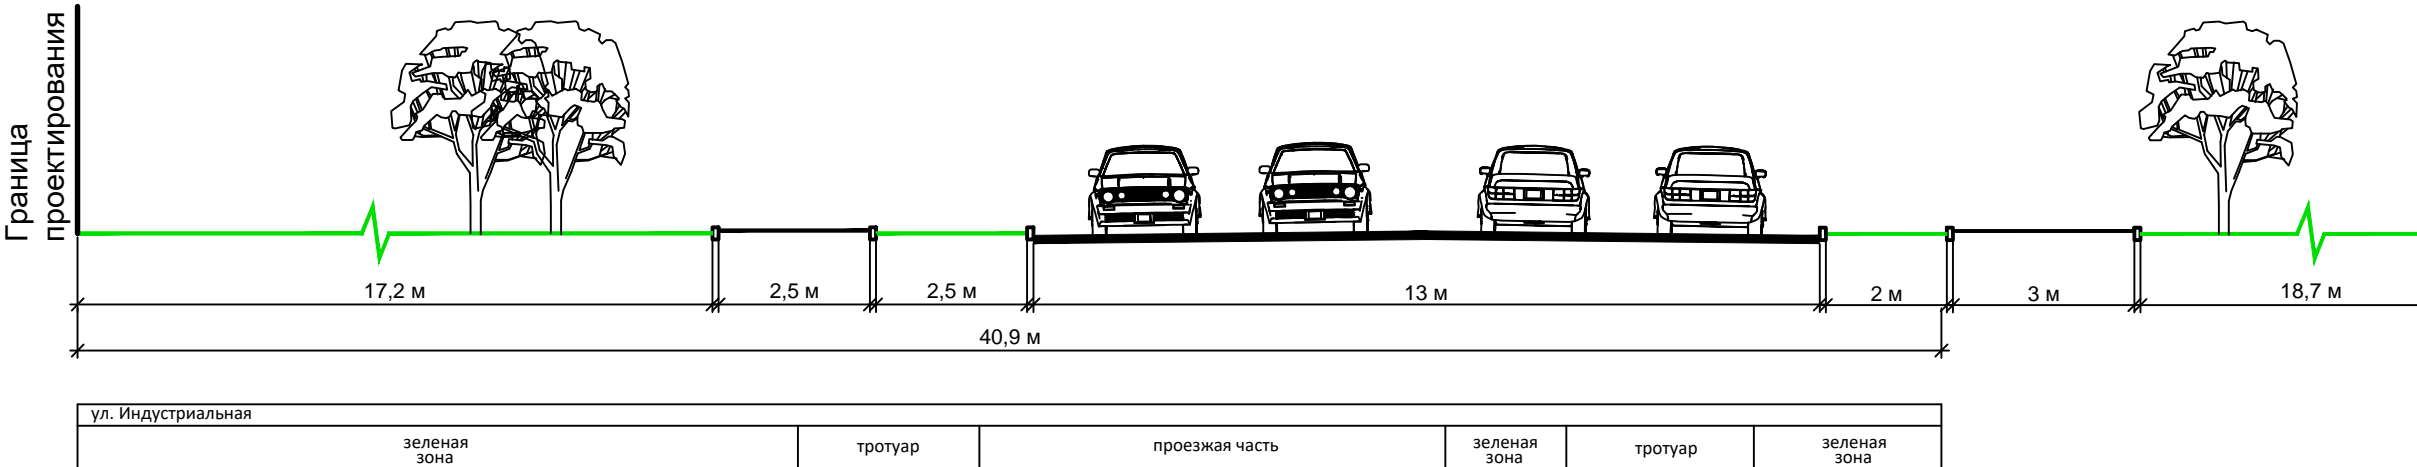 Граница
проектирования
17,2 м
2,5 м
2,5 м
13 м
2 м
3 м
18,7 м
40,9 м
ул. Индустриальная
зеленая
зона
тротуар
проезжая часть
зеленая
зона
тротуар
зеленая
зона